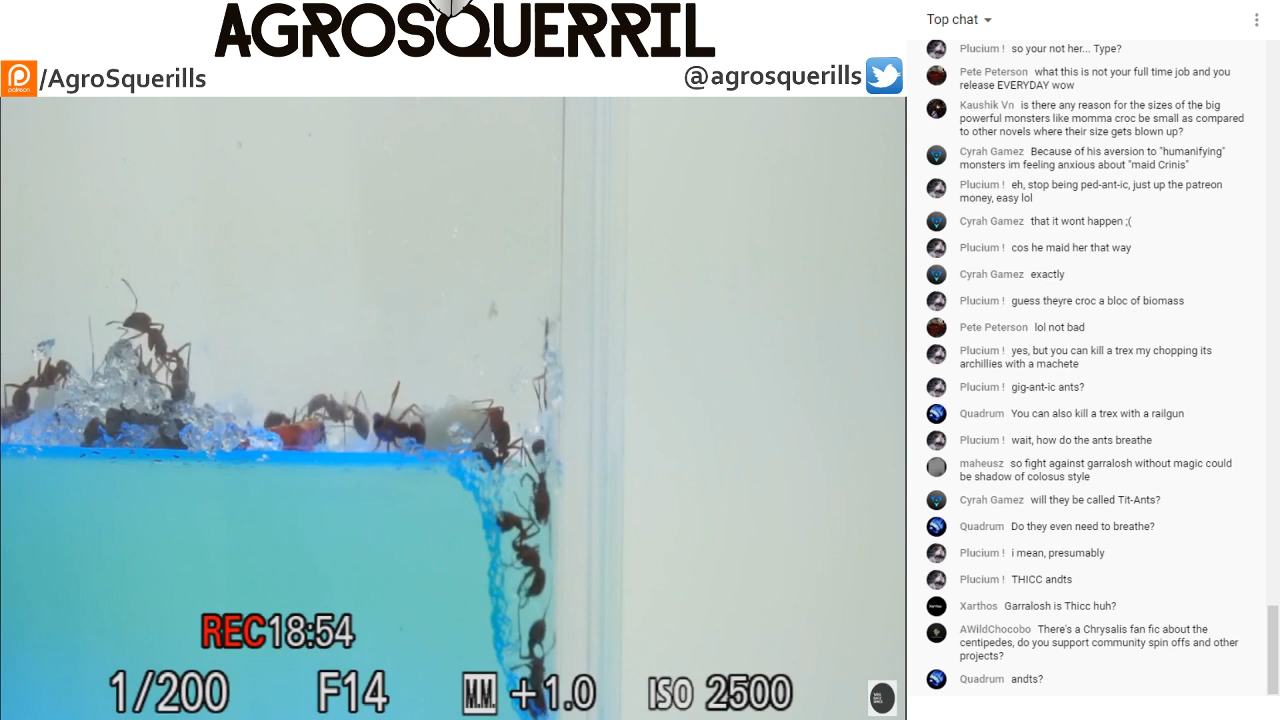 AGROSQUERRIL
/AgroSquerills
@agrosquerills
REC18:54
1/200 F14 M.M. +1.0 ISO 2500
Top chat
Plucium ! so your not her... Type?
Pete Peterson what this is not your full time job and you
release EVERYDAY wow
Kaushik Vn is there any reason for the sizes of the big
powerful monsters like momma croc be small as compared
to other novels where their size gets blown up?
Cyrah Gamez Because of his aversion to "humanifying"
monsters im feeling anxious about "maid Crinis"
Plucium ! eh, stop being ped-ant-ic, just up the patreon
money, easy lol
Cyrah Gamez that it wont happen ;(
Plucium ! cos he maid her that way
Cyrah Gamez exactly
Plucium ! guess theyre croc a bloc of biomass
Pete Peterson lol not bad
Plucium ! yes, but you can kill a trex my chopping its
archillies with a machete
Plucium ! gig-ant-ic ants?
Quadrum You can also kill a trex with a railgun
Plucium ! wait, how do the ants breathe
maheusz so fight against garralosh without magic could
be shadow of colosus style
Cyrah Gamez will they be called Tit-Ants?
Quadrum Do they even need to breathe?
Plucium ! i mean, presumably
Plucium ! THICC andts
Xarthos Garralosh is Thicc huh?
AWildChocobo There's a Chrysalis fan fic about the
centipedes, do you support community spin offs and other
projects?
Quadrum andts?